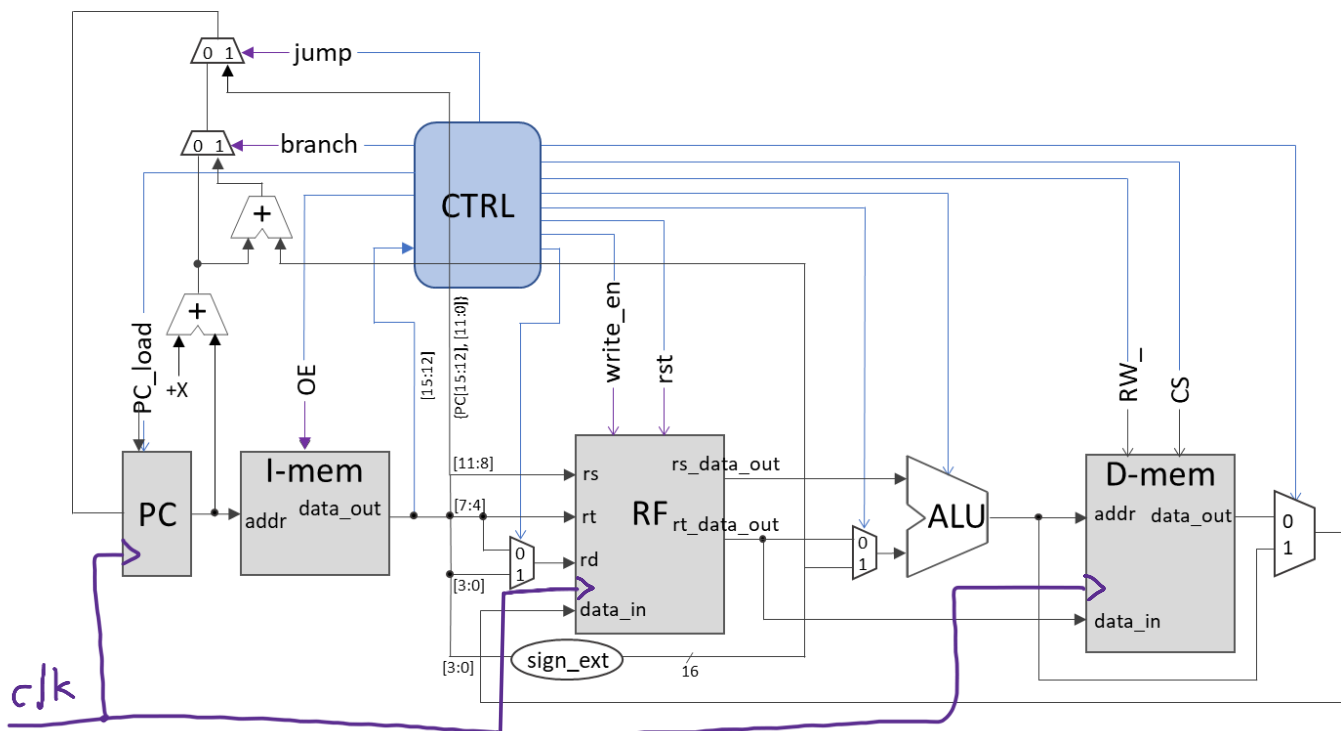 0 1
jump
0 1
branch
CTRL
+
+
+X
PC_load
OE
[15:12]
{PC[15:12], [11:0]}
write_en
rst
RW_
CS
PC
I-mem
addr
data_out
[11:8]
[7:4]
[3:0]
0
1
RF
rs
rt
rd
data_in
rs_data_out
rt_data_out
0
1
ALU
D-mem
addr
data_out
data_in
0
1
[3:0]
sign_ext
16
clk